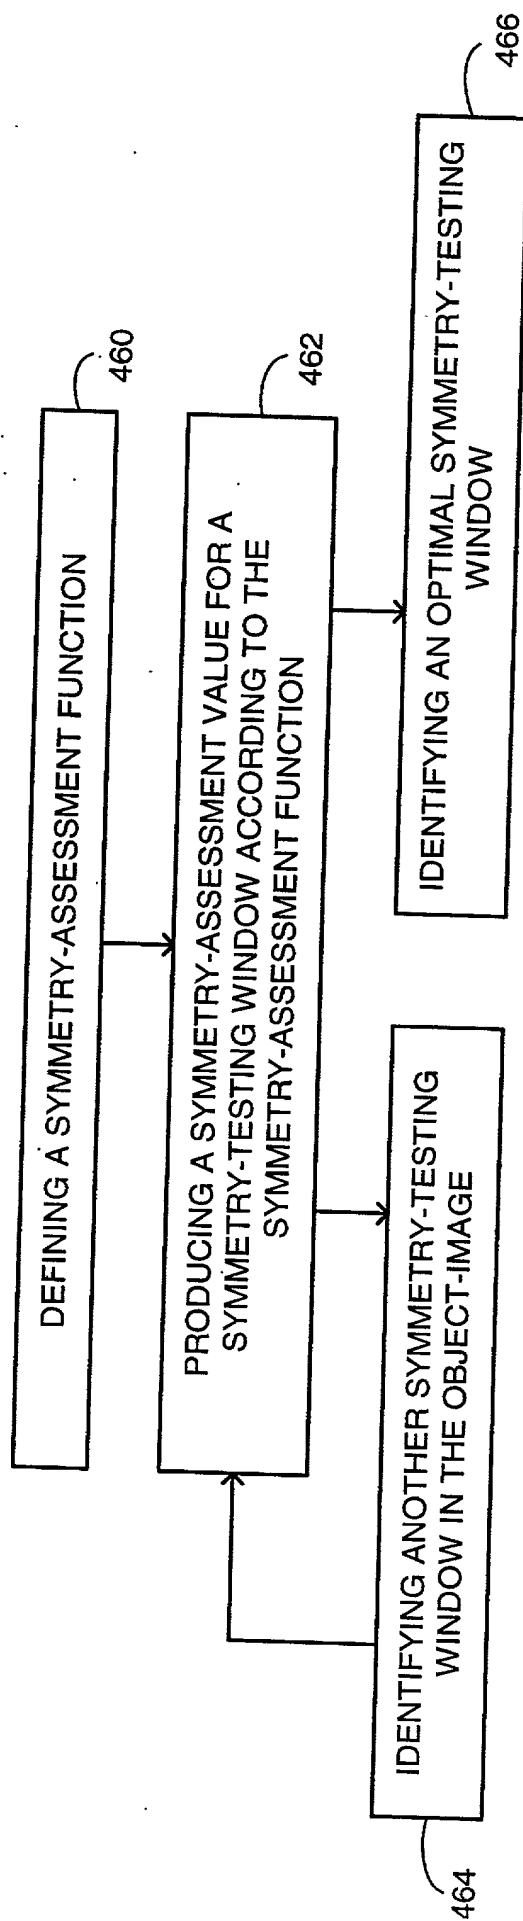 DEFINING A SYMMETRY-ASSESSMENT FUNCTION
460
PRODUCING A SYMMETRY-ASSESSMENT VALUE FOR A
SYMMETRY-TESTING WINDOW ACCORDING TO THE
SYMMETRY-ASSESSMENT FUNCTION
462
IDENTIFYING ANOTHER SYMMETRY-TESTING
WINDOW IN THE OBJECT-IMAGE
464
IDENTIFYING AN OPTIMAL SYMMETRY-TESTING
WINDOW
466